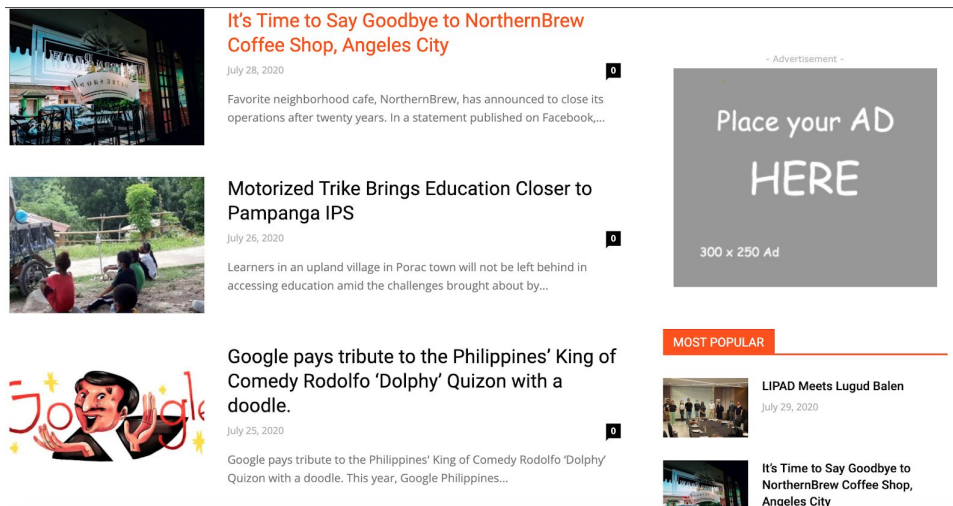 It's Time to Say Goodbye to NorthernBrew
Coffee Shop, Angeles City
July 28, 2020
0
Favorite neighborhood cafe, NorthernBrew, has announced to close its
operations after twenty years. In a statement published on Facebook,...
Motorized Trike Brings Education Closer to
Pampanga IPS
July 26, 2020
0
Learners in an upland village in Porac town will not be left behind in
accessing education amid the challenges brought about by...
Google pays tribute to the Philippines' King of
Comedy Rodolfo 'Dolphy' Quizon with a
doodle.
July 25, 2020
0
Google pays tribute to the Philippines' King of Comedy Rodolfo 'Dolphy'
Quizon with a doodle. This year, Google Philippines...
- Advertisement -
Place your AD
HERE
300 x 250 Ad
MOST POPULAR
LIPAD Meets Lugud Balen
July 29, 2020
It's Time to Say Goodbye to
NorthernBrew Coffee Shop,
Angeles City